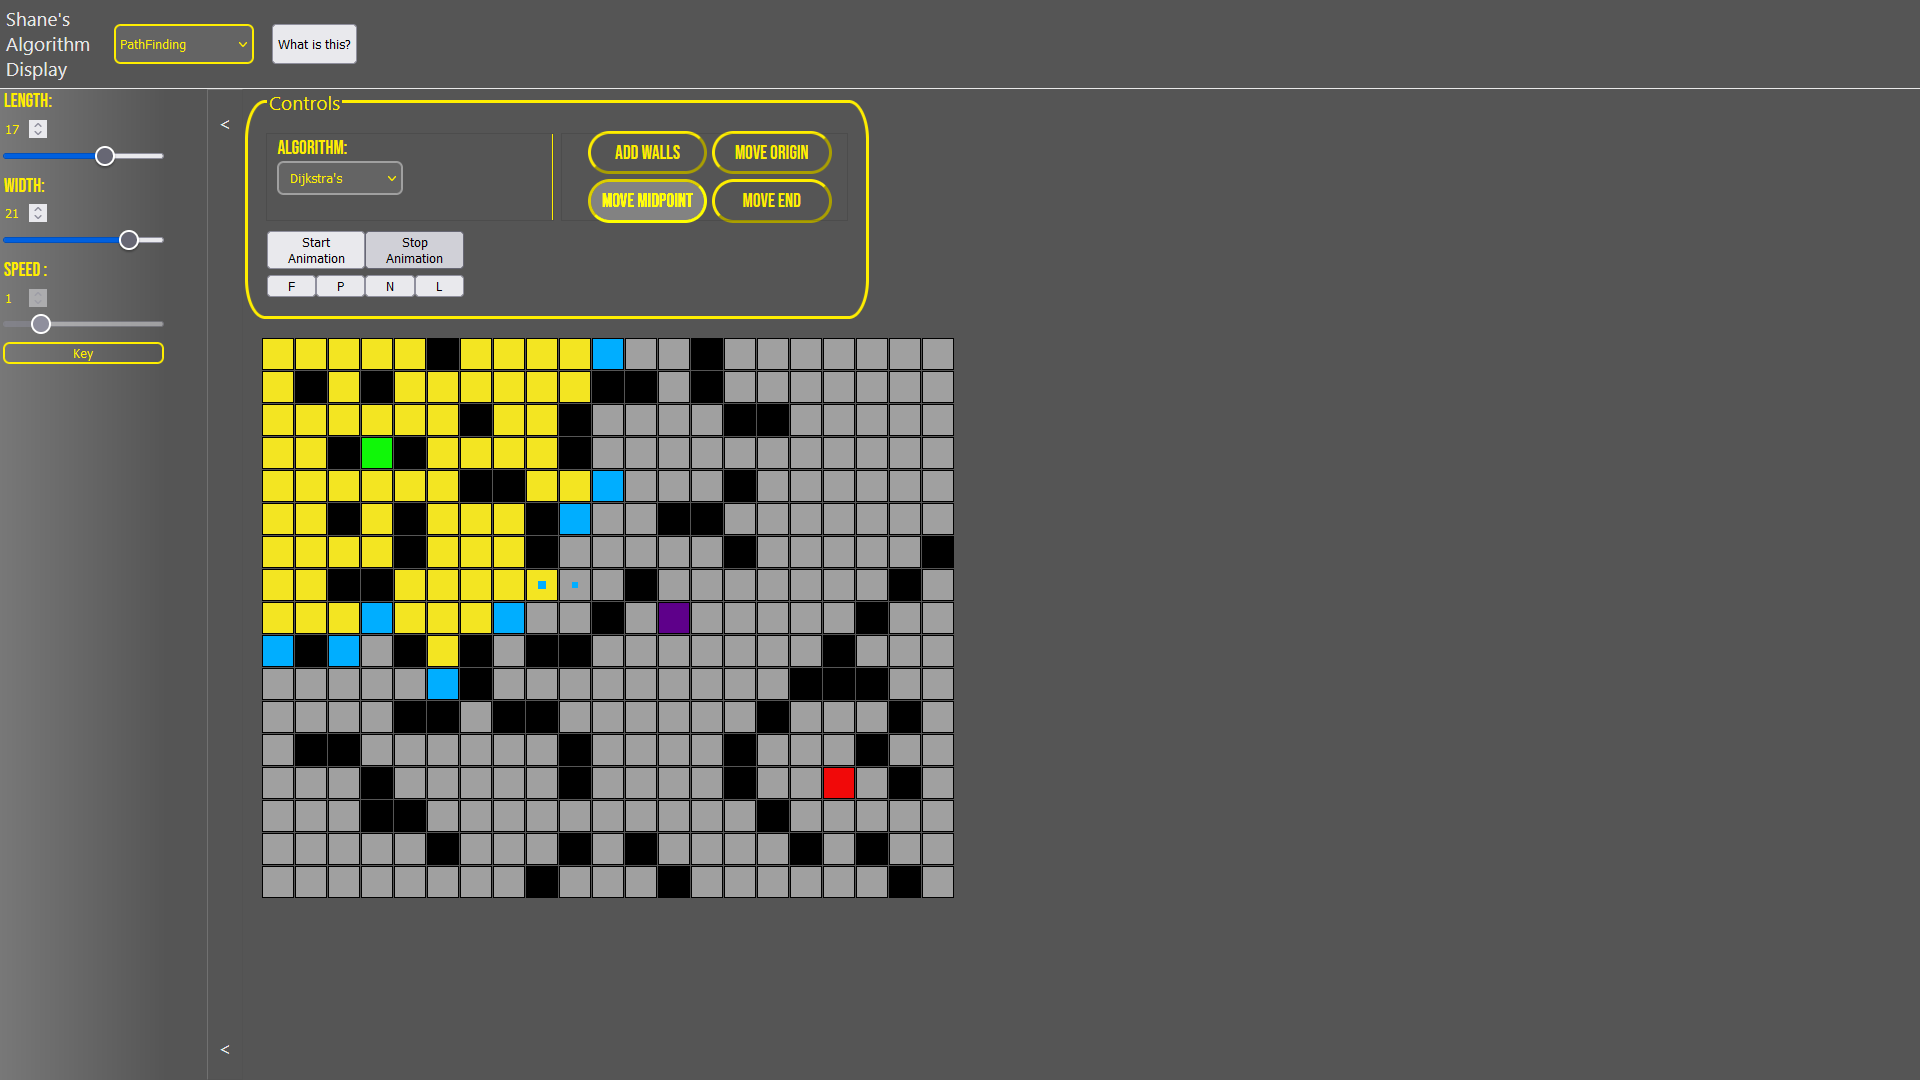 Shane's
Algorithm
Display
PathFinding
What is this?
LENGTH:
17
WIDTH:
21
SPEED :
1
Key
<
<
Controls
ALGORITHM:
Dijkstra's
ADD WALLS
MOVE ORIGIN
MOVE MIDPOINT
MOVE END
Start
Animation
Stop
Animation
F
P
N
L